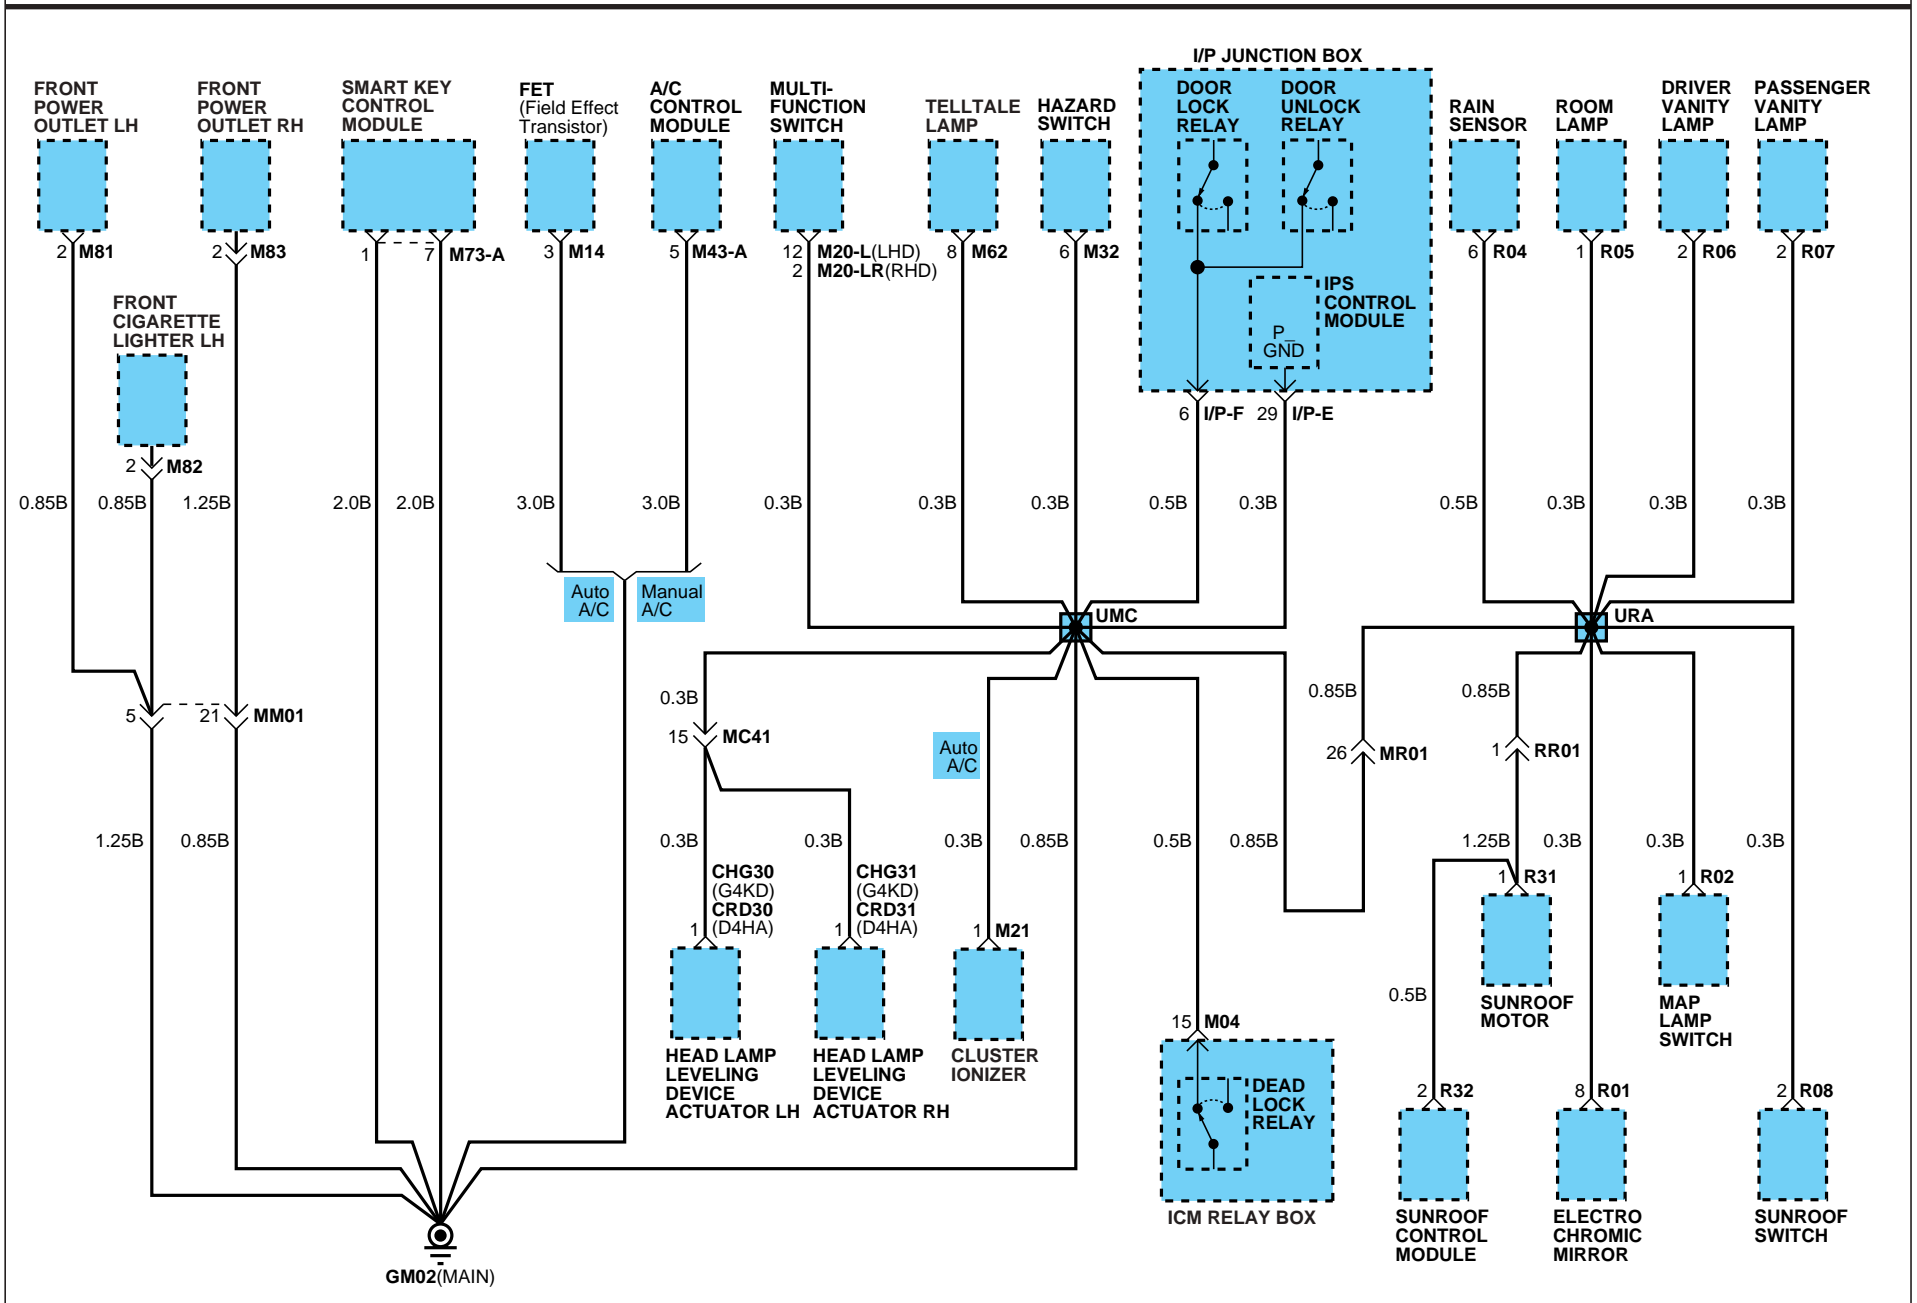 I/P JUNCTION BOX
FRONT
POWER
OUTLET LH
FRONT
POWER
OUTLET RH
SMART KEY
CONTROL
MODULE
FET
(Field Effect
Transistor)
A/C
CONTROL
MODULE
MULTI-
FUNCTION
SWITCH
TELLTALE
LAMP
HAZARD
SWITCH
DOOR
LOCK
RELAY
DOOR
UNLOCK
RELAY
RAIN
SENSOR
ROOM
LAMP
DRIVER
VANITY
LAMP
PASSENGER
VANITY
LAMP
2 M81
2 M83
1
7 M73-A
3 M14
5 M43-A
12 M20-L(LHD)
2 M20-LR(RHD)
8 M62
6 M32
6 R04
1 R05
2 R06
2 R07
IPS
CONTROL
MODULE
P_
GND
FRONT
CIGARETTE
LIGHTER LH
6 I/P-F
29 I/P-E
2 M82
0.85B
0.85B
1.25B
2.0B
2.0B
3.0B
3.0B
0.3B
0.3B
0.3B
0.5B
0.3B
0.5B
0.3B
0.3B
0.3B
Auto
A/C
Manual
A/C
UMC
URA
0.3B
0.85B
0.85B
5
21 MM01
15 MC41
Auto
A/C
26 MR01
1 RR01
1.25B
0.85B
0.3B
0.3B
0.3B
0.85B
0.5B
0.85B
1.25B
0.3B
0.3B
0.3B
CHG30
(G4KD)
CRD30
(D4HA)
1
CHG31
(G4KD)
CRD31
(D4HA)
1
1 M21
1 R31
1 R02
0.5B
SUNROOF
MOTOR
MAP
LAMP
SWITCH
15 M04
HEAD LAMP
LEVELING
DEVICE
ACTUATOR LH
HEAD LAMP
LEVELING
DEVICE
ACTUATOR RH
CLUSTER
IONIZER
DEAD
LOCK
RELAY
2 R32
8 R01
2 R08
ICM RELAY BOX
SUNROOF
CONTROL
MODULE
ELECTRO
CHROMIC
MIRROR
SUNROOF
SWITCH
GM02(MAIN)